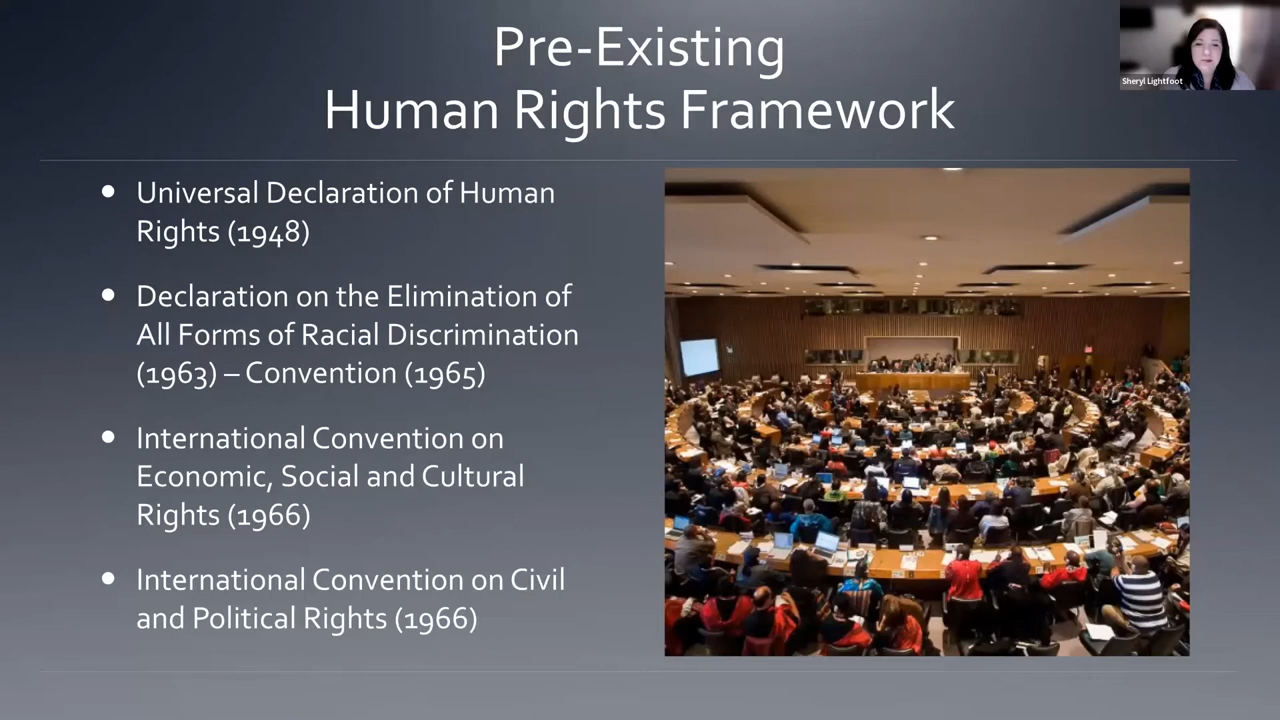 Pre-Existing
Human Rights Framework
Sheryl Lightfoot
• Universal Declaration of Human
Rights (1948)
• Declaration on the Elimination of
All Forms of Racial Discrimination
(1963) – Convention (1965)
• International Convention on
Economic, Social and Cultural
Rights (1966)
• International Convention on Civil
and Political Rights (1966)